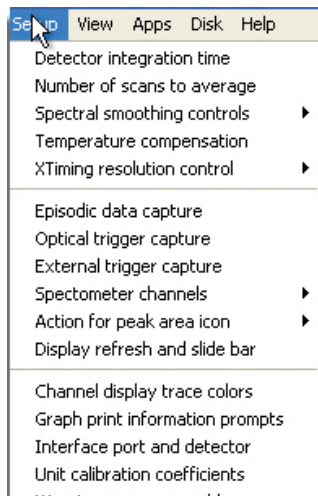 View Apps Disk Help
Detector integration time
Number of scans to average
Spectral smoothing controls
Temperature compensation
XTiming resolution control
Episodic data capture
Optical trigger capture
External trigger capture
Spectometer channels
Action for peak area icon
Display refresh and slide bar
Channel display trace colors
Graph print information prompts
Interface port and detector
Unit calibration coefficients